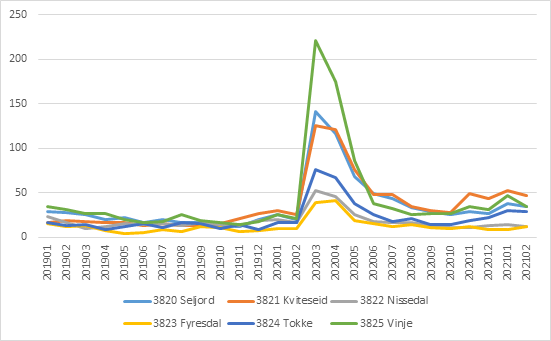 250
200
150
100
50
0
201901 201902 201903 201904 201905 201906 201907 201908 201909 201910 201911 201912 202001 202002 202003 202004 202005 202006 202007 202008 202009 202010 202011 202012 202101 202102
3820 Seljord 3821 Kviteseid 3822 Nissedal
3823 Fyresdal 3824 Tokke 3825 Vinje